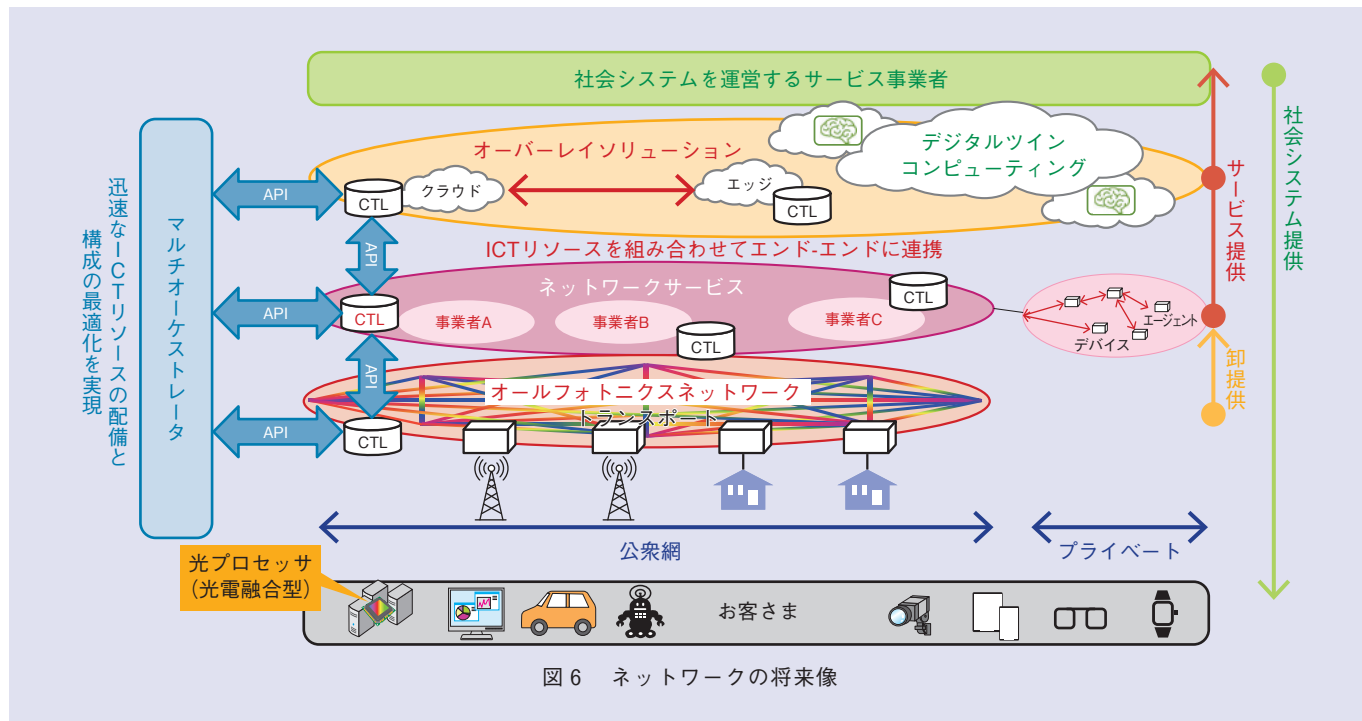 社会システムを運営するサービス事業者
迅速なICTリソースの配備と
構成の最適化を実現
マルチオーケストレータ
API
API
API
オーバーレイソリューション
デジタルツイン
コンピューティング
CTL
クラウド
エッジ
CTL
API
ICTリソースを組み合わせてエンド-エンドに連携
ネットワークサービス
CTL
CTL
事業者A
事業者B
事業者C
CTL
エージェント
デバイス
API
オールフォトニクスネットワーク
トランスポート
CTL
サービス提供
卸提供
社会システム提供
公衆網
プライベート
光プロセッサ
(光電融合型)
お客さま
図6 ネットワークの将来像